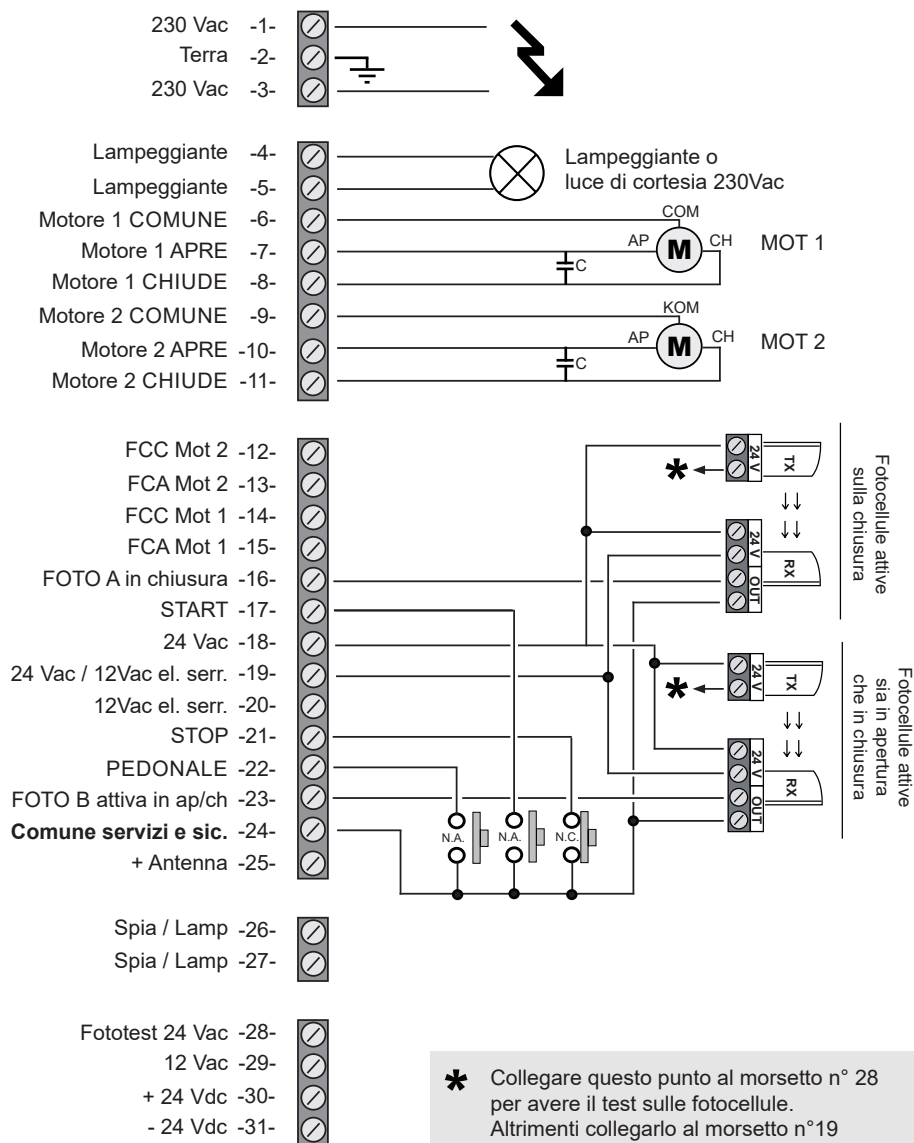 230 Vac -1-
Terra -2-
230 Vac -3-
Lampeggiante -4-
Lampeggiante -5-
Lampeggiante o
luce di cortesia 230Vac
Motore 1 COMUNE -6-
Motore 1 APRE -7-
Motore 1 CHIUDE -8-
COM
AP
M
CH
MOT 1
C
Motore 2 COMUNE -9-
Motore 2 APRE -10-
Motore 2 CHIUDE -11-
KOM
AP
M
CH
MOT 2
C
FCC Mot 2 -12-
FCA Mot 2 -13-
FCC Mot 1 -14-
FCA Mot 1 -15-
FOTO A in chiusura -16-
START -17-
24 Vac -18-
24 Vac / 12Vac el. serr. -19-
12Vac el. serr. -20-
STOP -21-
PEDONALE -22-
FOTO B attiva in ap/ch -23-
Comune servizi e sic. -24-
+ Antenna -25-
N.A.
N.A.
N.C.
*
24 V
TX
24 V
OUT
RX
Fotocellule attive
sulla chiusura
*
24 V
TX
24 V
OUT
RX
Fotocellule attive
sia in apertura
che in chiusura
Spia / Lamp -26-
Spia / Lamp -27-
Fototest 24 Vac -28-
12 Vac -29-
+ 24 Vdc -30-
- 24 Vdc -31-
* Collegare questo punto al morsetto n° 28
per avere il test sulle fotocellule.
Altrimenti collegarlo al morsetto n°19